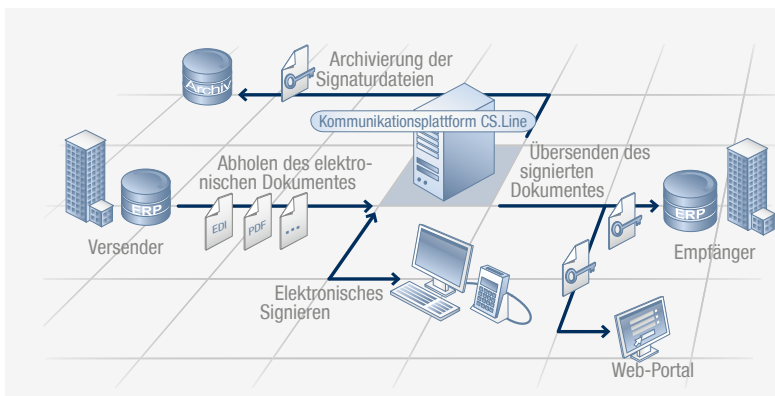 Archivierung der
Signaturdateien
Archiv
Kommunikationsplattform CS.Line
Abholen des elektro-
nischen Dokumentes
Übersenden des
signierten
Dokumentes
ERP
EDI
PDF
...
ERP
Versender
Empfänger
Elektronisches
Signieren
Web-Portal